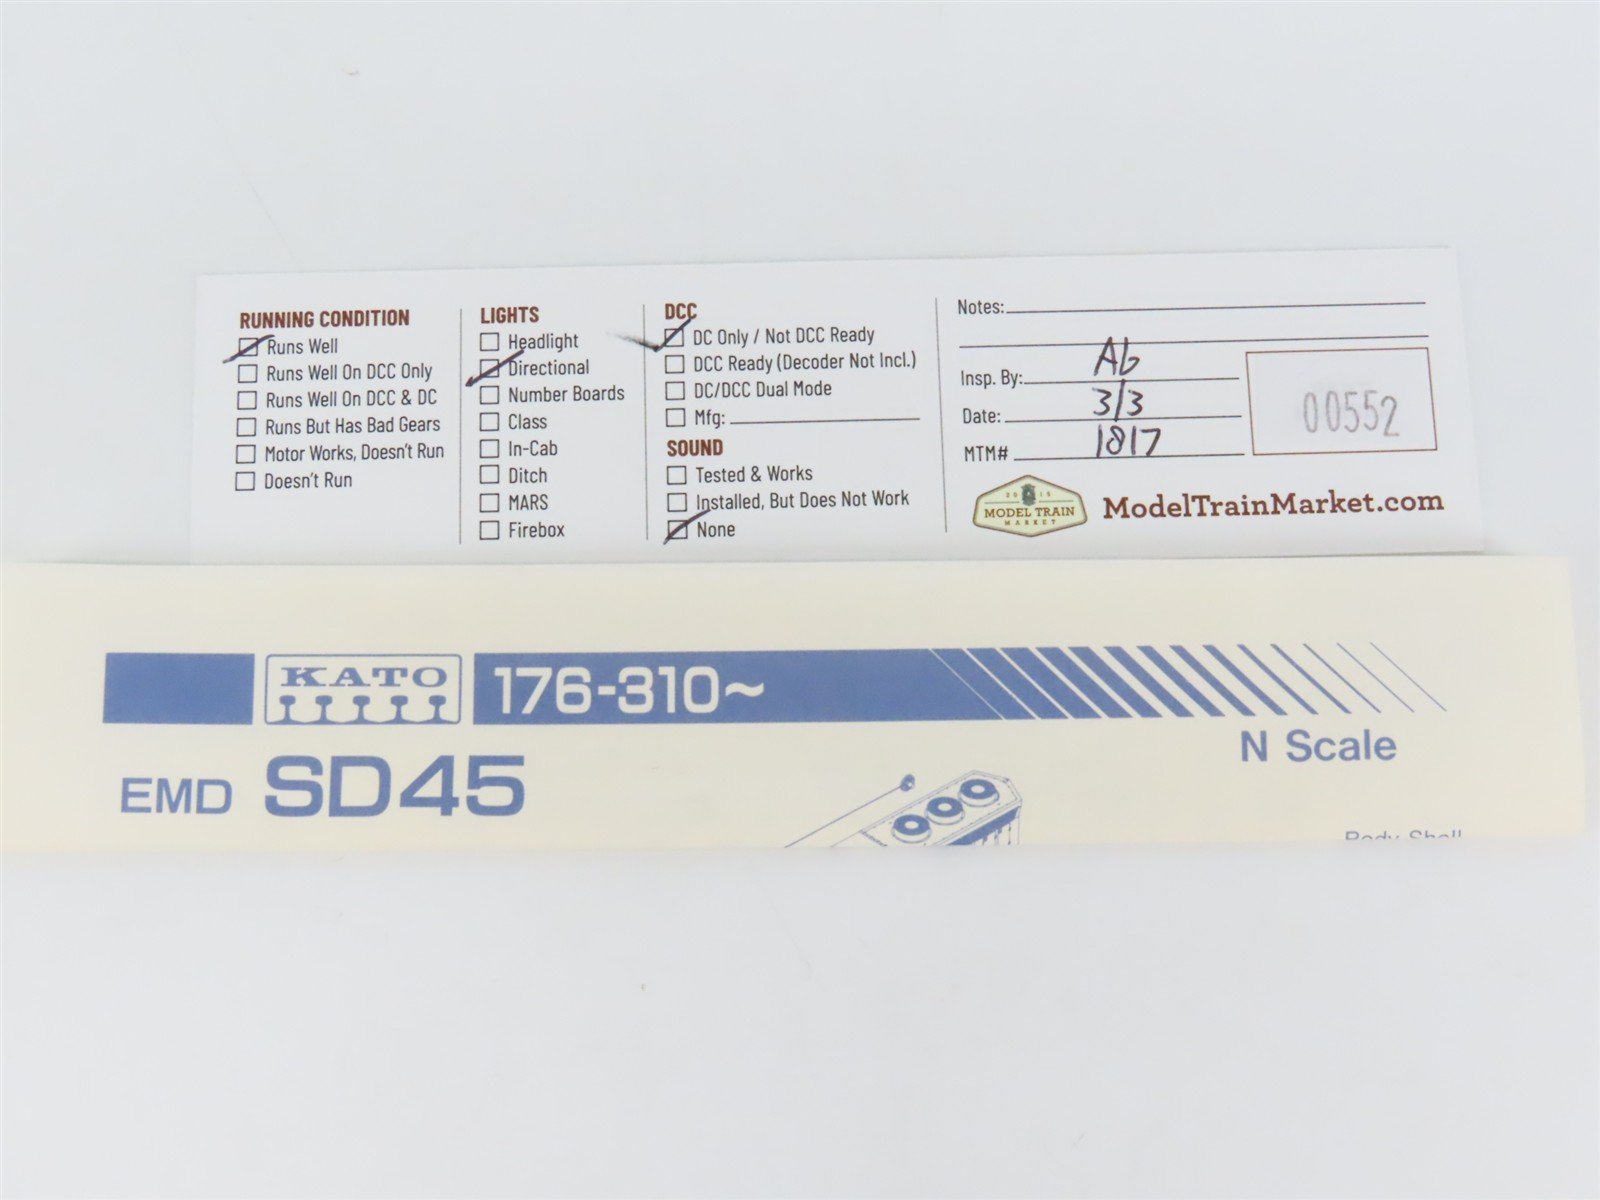 RUNNING CONDITION
Runs Well
Runs Well On DCC Only
Runs Well On DCC & DC
Runs But Has Bad Gears
Motor Works, Doesn't Run
Doesn't Run
LIGHTS
Headlight
Directional
Number Boards
Class
In-Cab
Ditch
MARS
Firebox
DCC
DC Only / Not DCC Ready
DCC Ready (Decoder Not Incl.)
DC/DCC Dual Mode
Mfg:
SOUND
Tested & Works
Installed, But Does Not Work
None
Notes:
Insp. By:
Date: 3/3
MTM# 1817
00552
2015
MODEL TRAIN
MARKET
ModelTrainMarket.com
KATO 176-310~
N Scale
EMD SD45
Body Shell